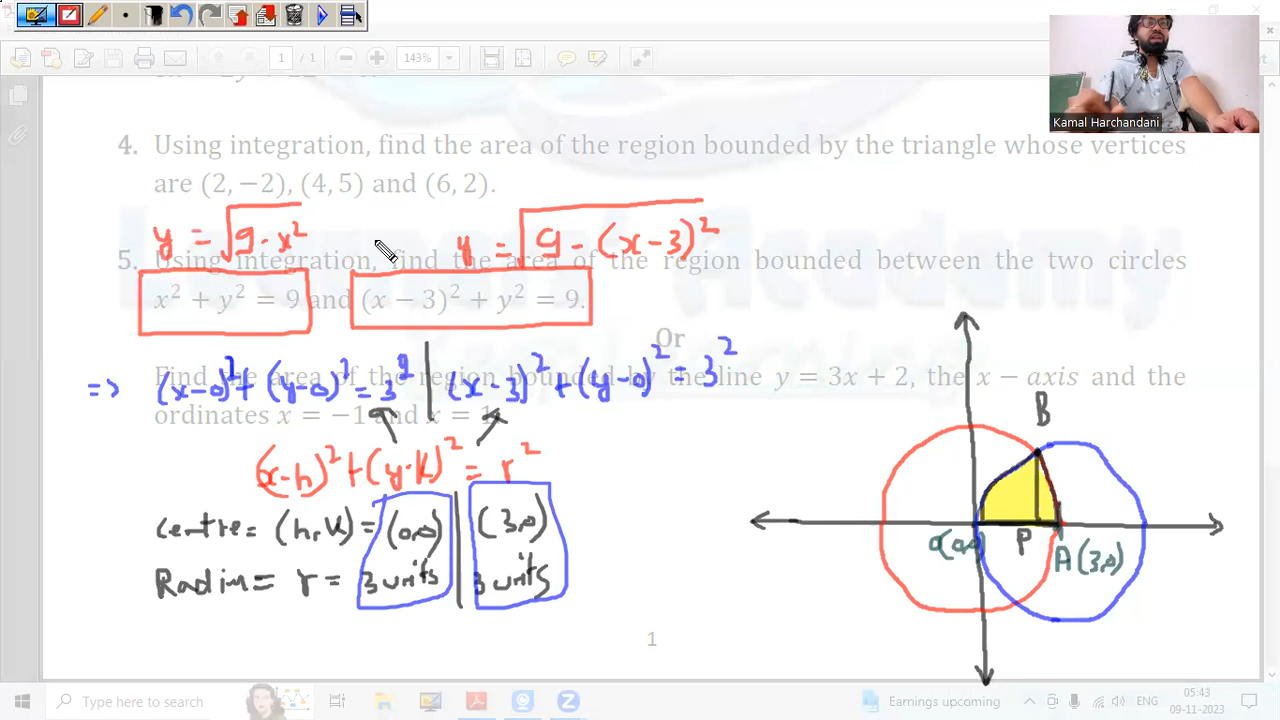 1 / 1
143%
Kamal Harchandani
4. Using integration, find the area of the region bounded by the triangle whose vertices
are (2, −2), (4, 5) and (6, 2).
y = √(9 - x²)
y = √(9 - (x-3)²)
5. Using integration, find the area of the region bounded between the two circles
x² + y² = 9 and (x − 3)² + y² = 9.
Or
=> (x-0)² + (y-0)² = 3² | (x-3)² + (y-0)² = 3²
Find the area of the region bounded by the line y = 3x + 2, the x − axis and the
ordinates x = −1 and x = 1.
(x-h)² + (y-k)² = r²
Centre = (h,k) = (0,0) | (3,0)
Radius = r = 3 units | 3 units
B
O(0,0)
P
A(3,0)
1
Type here to search
Earnings upcoming
ENG
05:43
09-11-2023